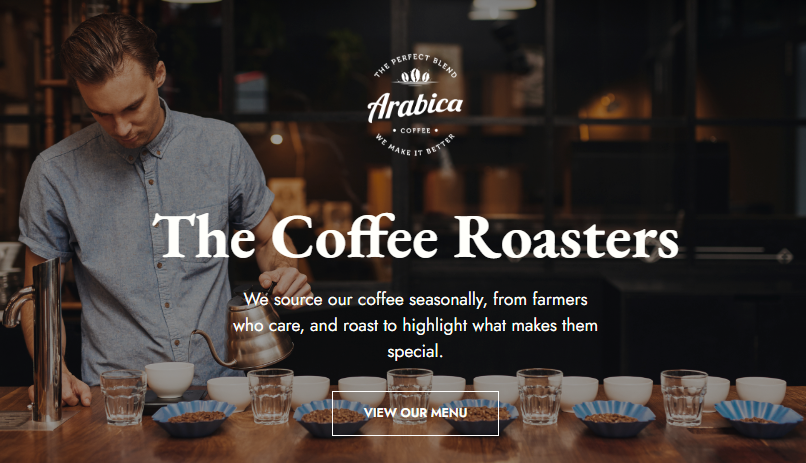 THE PERFECT BLEND
Arabica
• COFFEE •
WE MAKE IT BETTER
The Coffee Roasters
We source our coffee seasonally, from farmers
who care, and roast to highlight what makes them
special.
VIEW OUR MENU